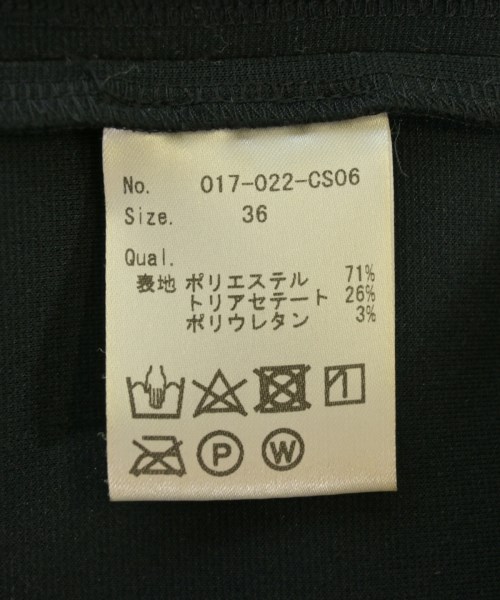 No. 017-022-CS06
Size. 36
Qual.
表地 ポリエステル 71%
トリアセテート 26%
ポリウレタン 3%
P W